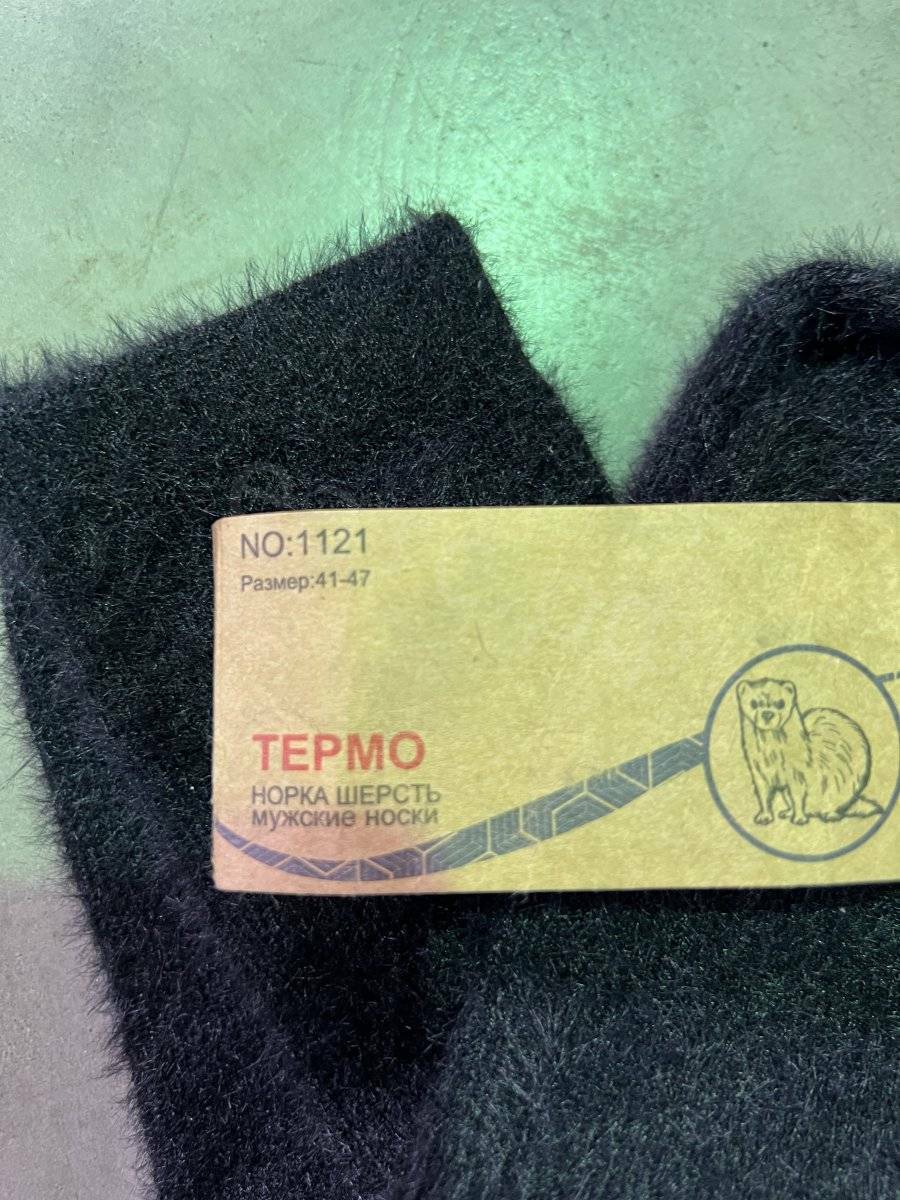 NO:1121
Размер:41-47
ТЕРМО
НОРКА ШЕРСТЬ
мужские носки